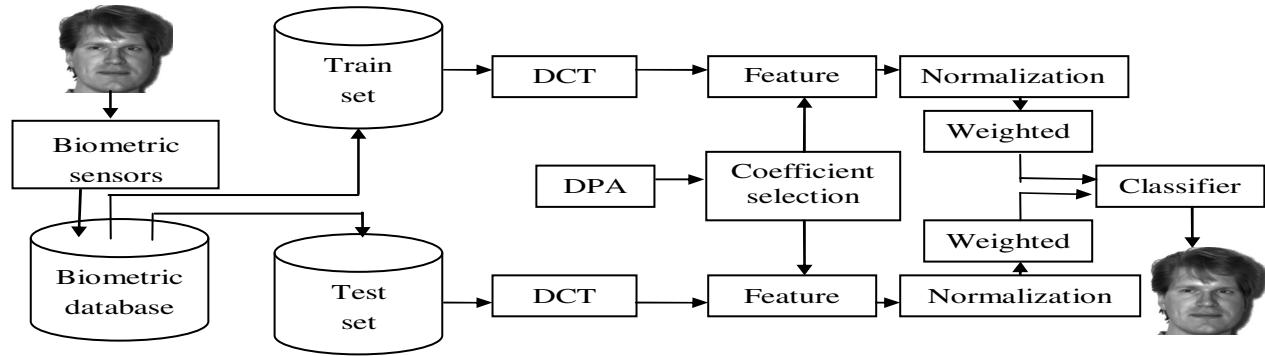 Biometric
sensors
Biometric
database
Train
set
DCT
Feature
Normalization
Weighted
DPA
Coefficient
selection
Classifier
Weighted
Test
set
DCT
Feature
Normalization